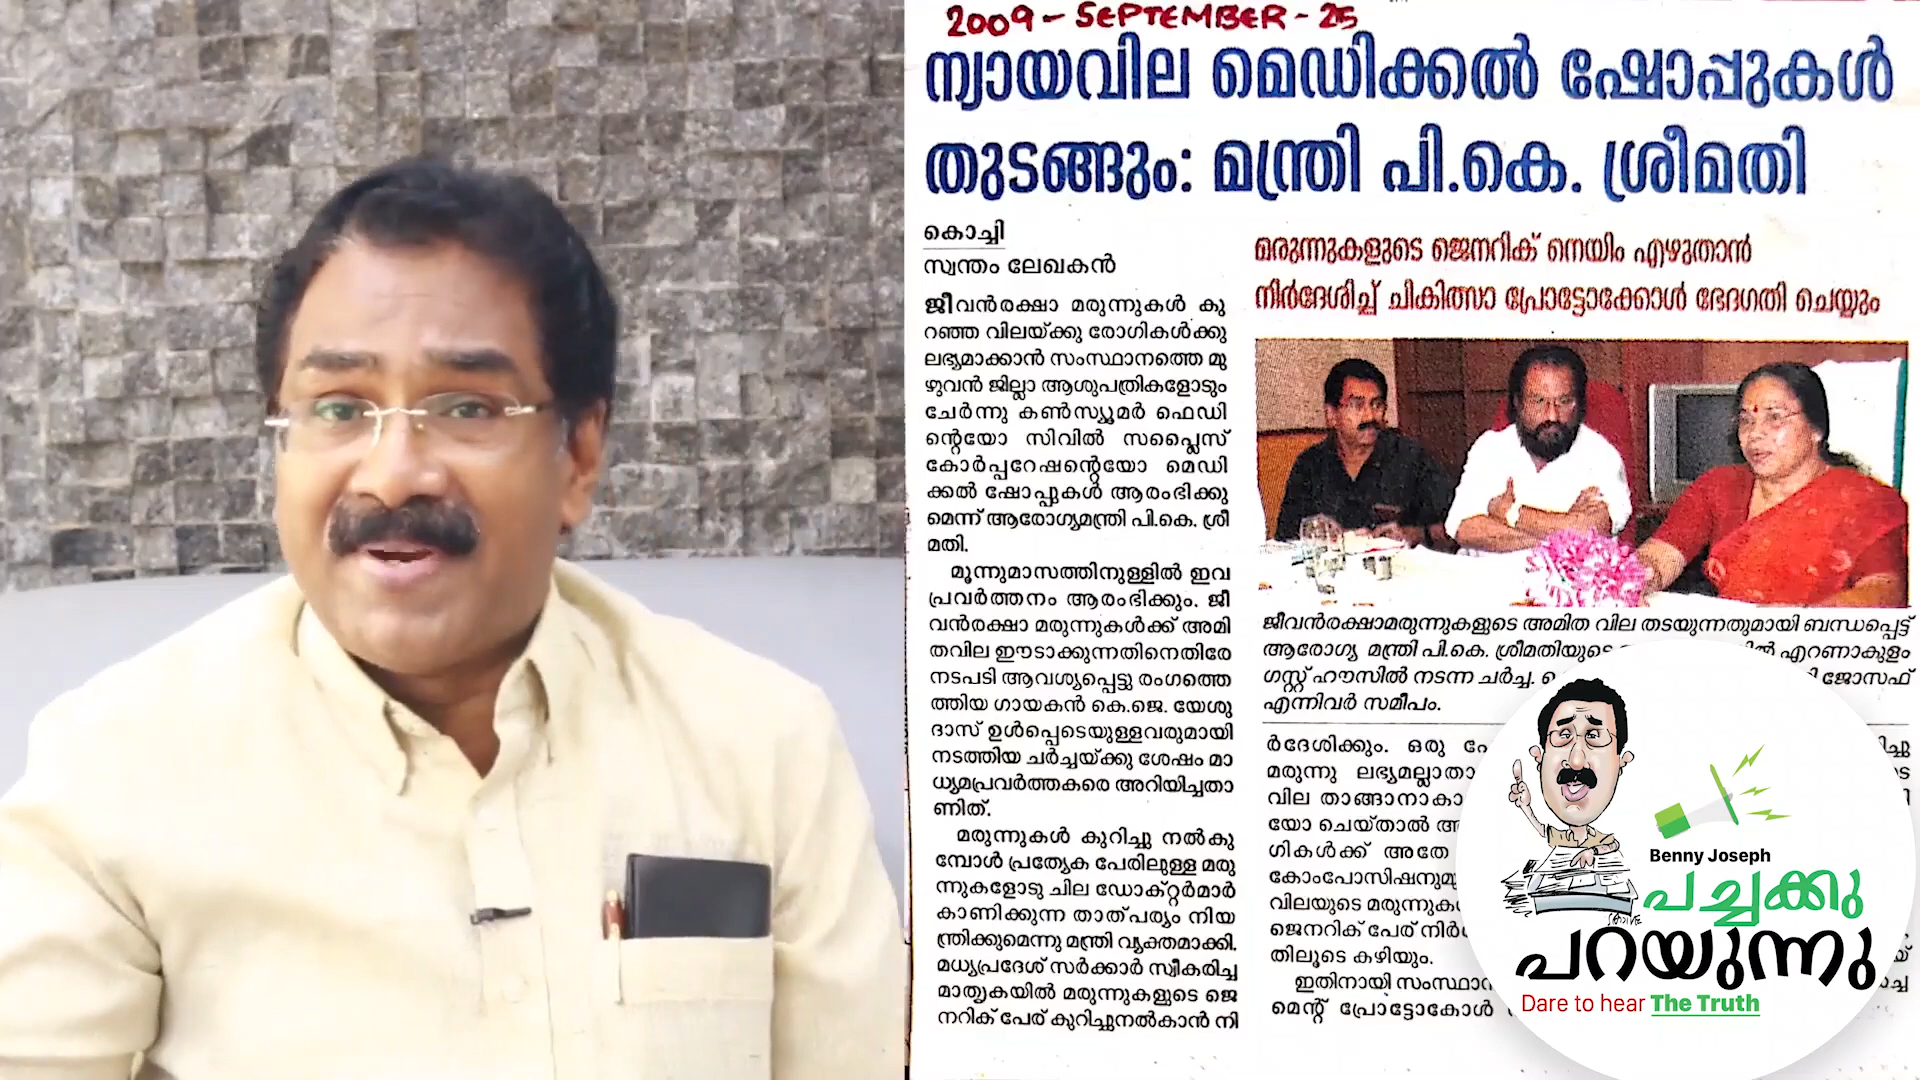 2009 - SEPTEMBER - 25
ന്യായവില മെഡിക്കൽ ഷോപ്പുകൾ
തുടങ്ങും: മന്ത്രി പി.കെ. ശ്രീമതി
കൊച്ചി
സ്വന്തം ലേഖകൻ
ജീവൻരക്ഷാ മരുന്നുകൾ കു
റഞ്ഞ വിലയ്ക്കു രോഗികൾക്കു
ലഭ്യമാക്കാൻ സംസ്ഥാനത്തെ മു
ഴുവൻ ജില്ലാ ആശുപത്രികളോടും
ചേർന്നു കൺസ്യൂമർ ഫെഡി
ന്റെയോ സിവിൽ സപ്ലൈസ്
കോർപ്പറേഷന്റെയോ മെഡി
ക്കൽ ഷോപ്പുകൾ ആരംഭിക്കു
മെന്ന് ആരോഗ്യമന്ത്രി പി.കെ. ശ്രീ
മതി.
മൂന്നുമാസത്തിനുള്ളിൽ ഇവ
പ്രവർത്തനം ആരംഭിക്കും. ജീ
വൻരക്ഷാ മരുന്നുകൾക്ക് അമി
തവില ഈടാക്കുന്നതിനെതിരേ
നടപടി ആവശ്യപ്പെട്ടു രംഗത്തെ
ത്തിയ ഗായകൻ കെ.ജെ. യേശു
ദാസ് ഉൾപ്പെടെയുള്ളവരുമായി
നടത്തിയ ചർച്ചയ്ക്കു ശേഷം മാ
ധ്യമപ്രവർത്തകരെ അറിയിച്ചതാ
ണിത്.
മരുന്നുകൾ കുറിച്ചു നൽകു
മ്പോൾ പ്രത്യേക പേരിലുള്ള മരു
ന്നുകളോടു ചില ഡോക്റ്റർമാർ
കാണിക്കുന്ന താത്പര്യം നിയ
ന്ത്രിക്കുമെന്നു മന്ത്രി വ്യക്തമാക്കി.
മധ്യപ്രദേശ് സർക്കാർ സ്വീകരിച്ച
മാതൃകയിൽ മരുന്നുകളുടെ ജെ
നറിക് പേര് കുറിച്ചുനൽകാൻ നി
മരുന്നുകളുടെ ജെനറിക് നെയിം എഴുതാൻ
നിർദേശിച്ച് ചികിത്സാ പ്രോട്ടോക്കോൾ ഭേദഗതി ചെയ്യും
ജീവൻരക്ഷാമരുന്നുകളുടെ അമിത വില തടയുന്നതുമായി ബന്ധപ്പെട്ട്
ആരോഗ്യ മന്ത്രി പി.കെ. ശ്രീമതിയുടെ എറണാകുളം
ഗസ്റ്റ് ഹൗസിൽ നടന്ന ചർച്ച. ജോസഫ്
എന്നിവർ സമീപം.
ർദേശിക്കും. ഒരു
മരുന്നു ലഭ്യമല്ലാതാ
വില താങ്ങാനാകാ
യോ ചെയ്താൽ
ഗികൾക്ക് അതേ
കോംപോസിഷനുമു
വിലയുടെ മരുന്നുക
ജെനറിക് പേര് നിർ
തിലൂടെ കഴിയും.
ഇതിനായി സംസ്ഥാന
മെന്റ് പ്രോട്ടോകോൾ
Benny Joseph
പച്ചക്കു
പറയുന്നു
Dare to hear The Truth